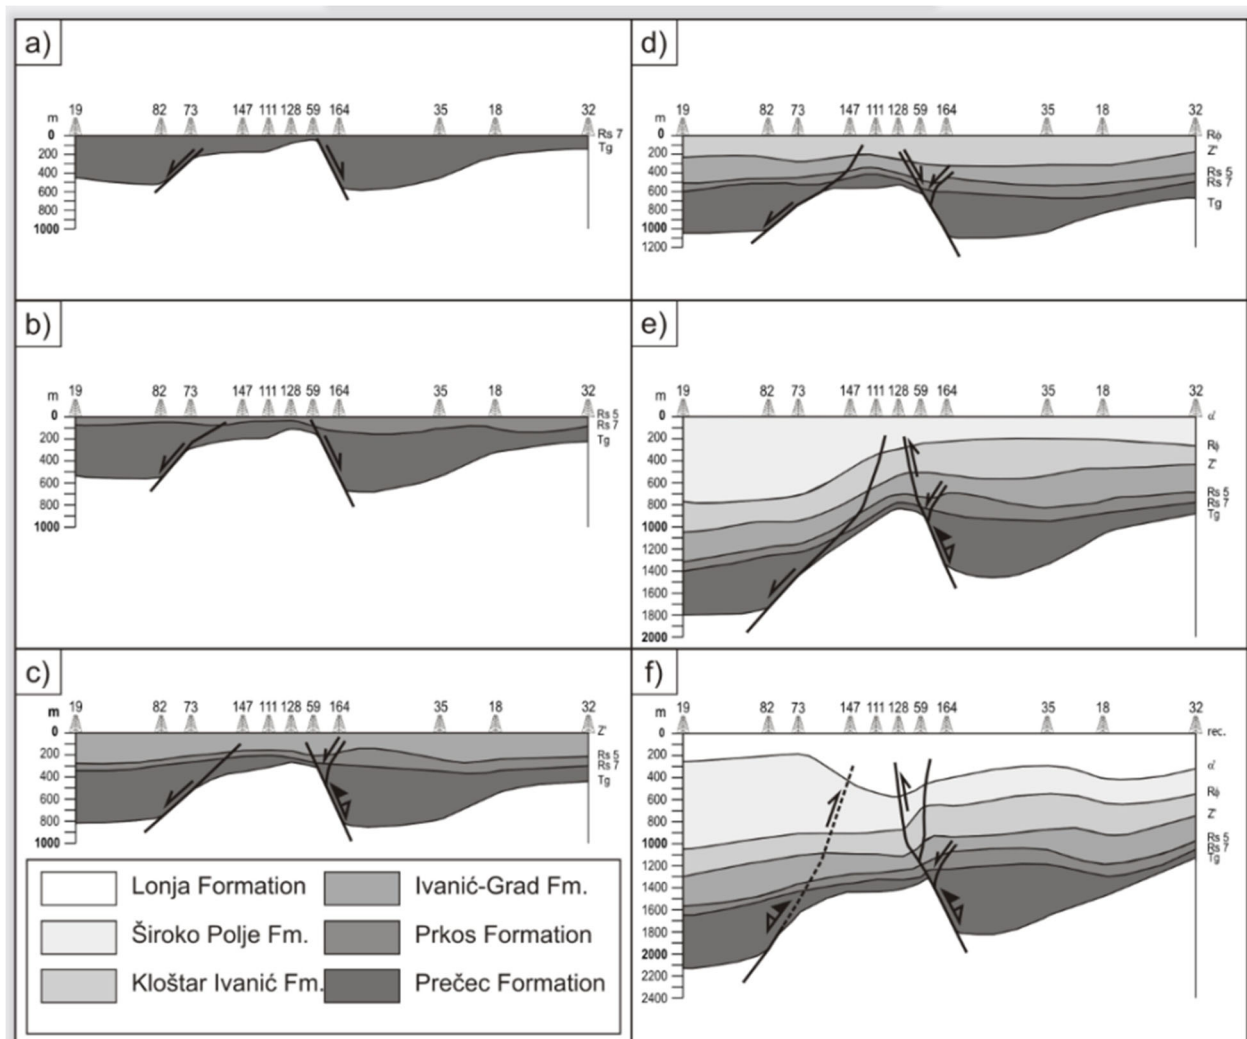 a)
19 82 73 147 111 128 59 164 35 18 32
m
0
200
400
600
800
1000
Rs 7
Tg
b)
19 82 73 147 111 128 59 164 35 18 32
m
0
200
400
600
800
1000
Rs 5
Rs 7
Tg
c)
19 82 73 147 111 128 59 164 35 18 32
m
0
200
400
600
800
1000
Z'
Rs 5
Rs 7
Tg
Lonja Formation
Široko Polje Fm.
Kloštar Ivanić Fm.
Ivanić-Grad Fm.
Prkos Formation
Prečec Formation
d)
19 82 73 147 111 128 59 164 35 18 32
m
0
200
400
600
800
1000
1200
Rϕ
Z'
Rs 5
Rs 7
Tg
e)
19 82 73 147 111 128 59 164 35 18 32
m
0
200
400
600
800
1000
1200
1400
1600
1800
2000
α'
Rϕ
Z'
Rs 5
Rs 7
Tg
f)
19 82 73 147 111 128 59 164 35 18 32
m
0
200
400
600
800
1000
1200
1400
1600
1800
2000
2200
2400
rec.
α'
Rϕ
Z'
Rs 5
Rs 7
Tg